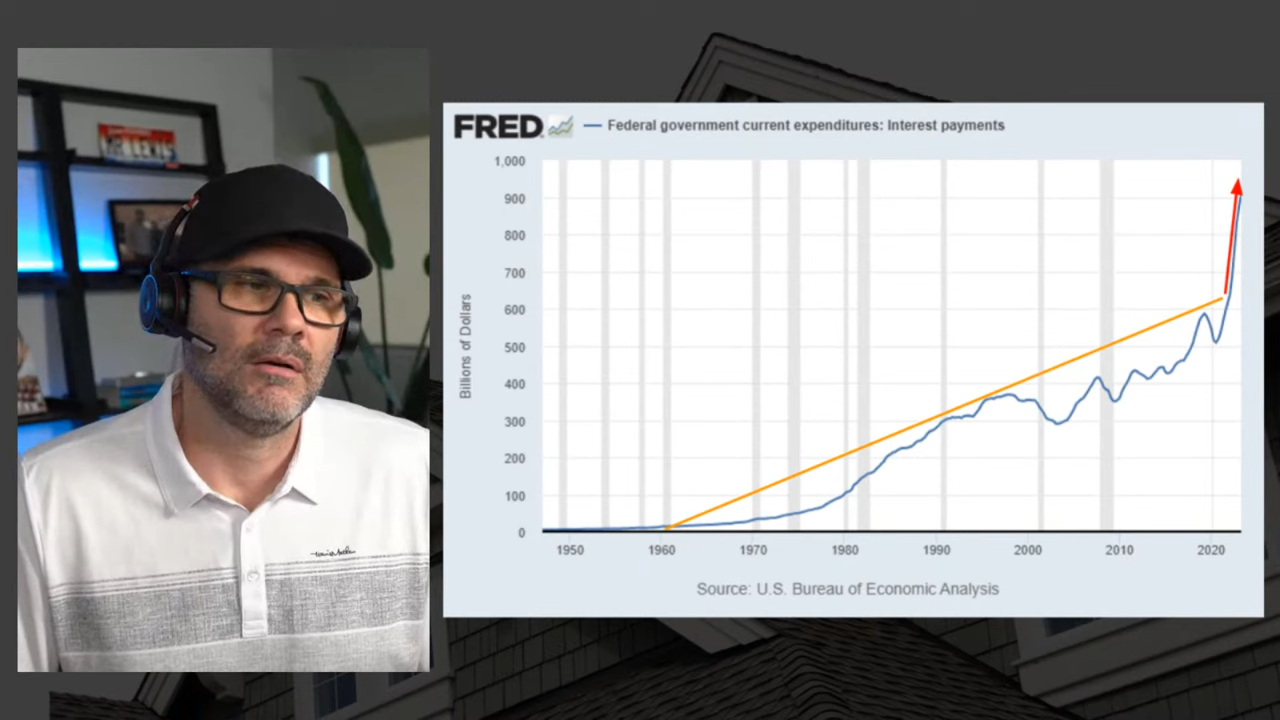 McLEWIS
FRED
Federal government current expenditures: Interest payments
Billions of Dollars
1,000
900
800
700
600
500
400
300
200
100
0
1950 1960 1970 1980 1990 2000 2010 2020
Source: U.S. Bureau of Economic Analysis